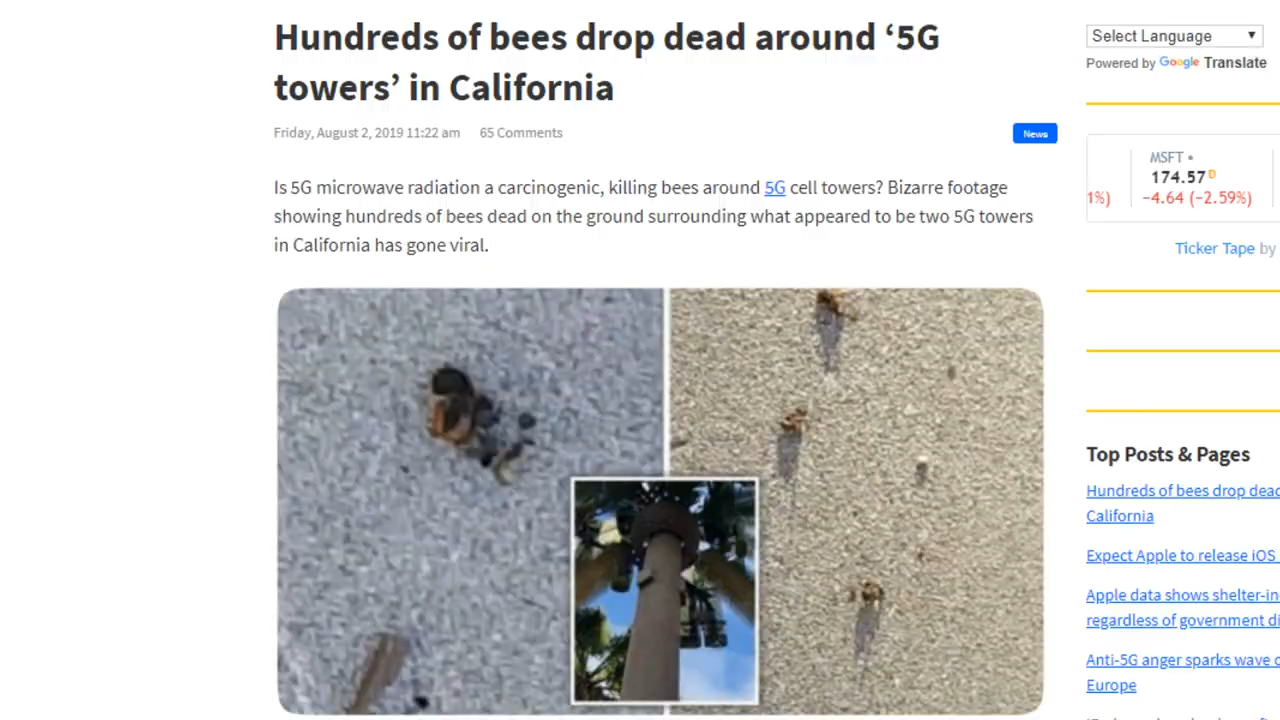 Hundreds of bees drop dead around ‘5G
towers’ in California
Friday, August 2, 2019 11:22 am 65 Comments
News
Is 5G microwave radiation a carcinogenic, killing bees around 5G cell towers? Bizarre footage
showing hundreds of bees dead on the ground surrounding what appeared to be two 5G towers
in California has gone viral.
Select Language
Powered by Google Translate
MSFT
174.57 D
1%) −4.64 (−2.59%)
Ticker Tape by
Top Posts & Pages
Hundreds of bees drop dead
California
Expect Apple to release iOS
Apple data shows shelter-in-
regardless of government di
Anti-5G anger sparks wave o
Europe